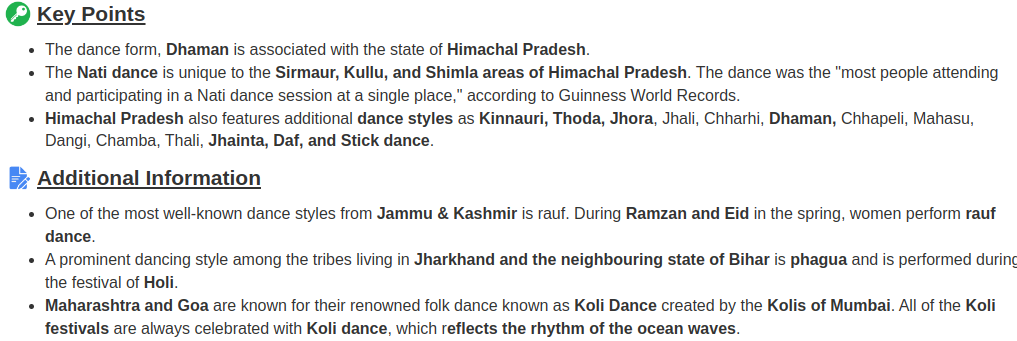 Key Points
The dance form, Dhaman is associated with the state of Himachal Pradesh.
The Nati dance is unique to the Sirmaur, Kullu, and Shimla areas of Himachal Pradesh. The dance was the "most people attending
and participating in a Nati dance session at a single place," according to Guinness World Records.
Himachal Pradesh also features additional dance styles as Kinnauri, Thoda, Jhora, Jhali, Chharhi, Dhaman, Chhapeli, Mahasu,
Dangi, Chamba, Thali, Jhainta, Daf, and Stick dance.
Additional Information
One of the most well-known dance styles from Jammu & Kashmir is rauf. During Ramzan and Eid in the spring, women perform rauf
dance.
A prominent dancing style among the tribes living in Jharkhand and the neighbouring state of Bihar is phagua and is performed during
the festival of Holi.
Maharashtra and Goa are known for their renowned folk dance known as Koli Dance created by the Kolis of Mumbai. All of the Koli
festivals are always celebrated with Koli dance, which reflects the rhythm of the ocean waves.